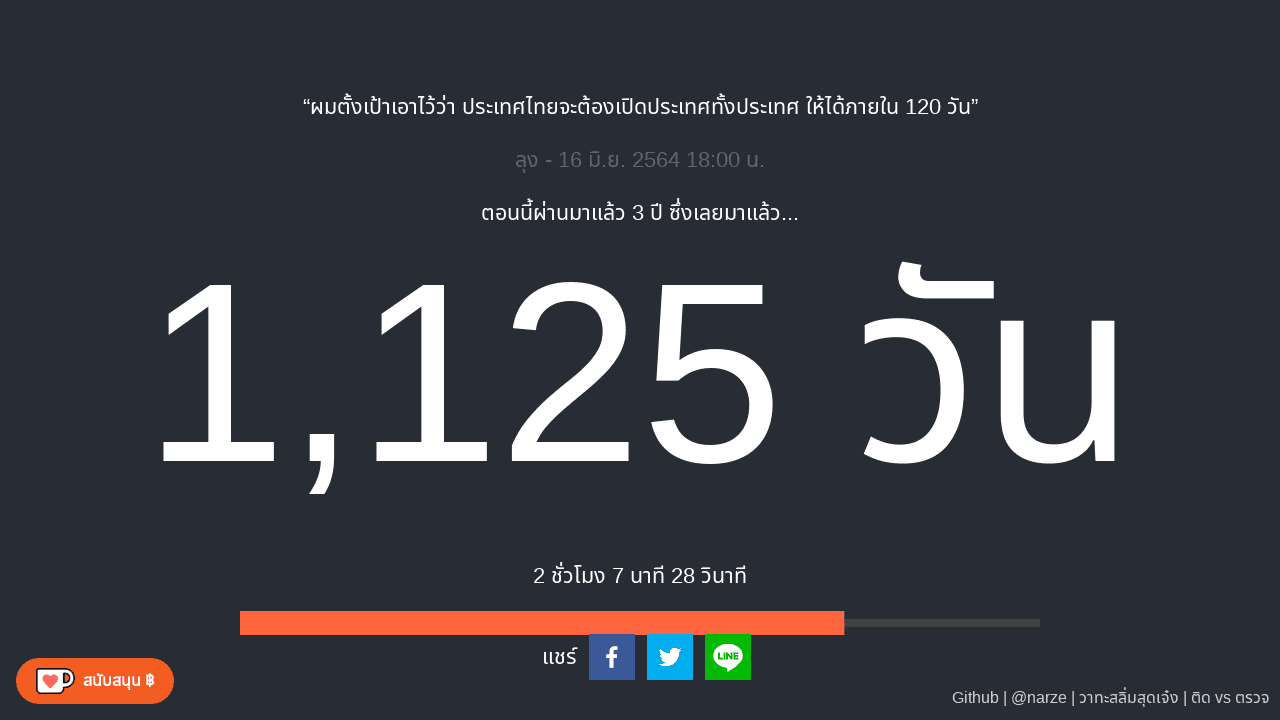 “ผมตั้งเป้าเอาไว้ว่า ประเทศไทยจะต้องเปิดประเทศทั้งประเทศ ให้ได้ภายใน 120 วัน”
ลุง - 16 มิ.ย. 2564 18:00 น.
ตอนนี้ผ่านมาแล้ว 3 ปี ซึ่งเลยมาแล้ว...
1,125 วัน
2 ชั่วโมง 7 นาที 28 วินาที
แชร์
LINE
สนับสนุน ฿
Github | @narze | วาทะสลิ่มสุดเจ๋ง | ติด vs ตรวจ